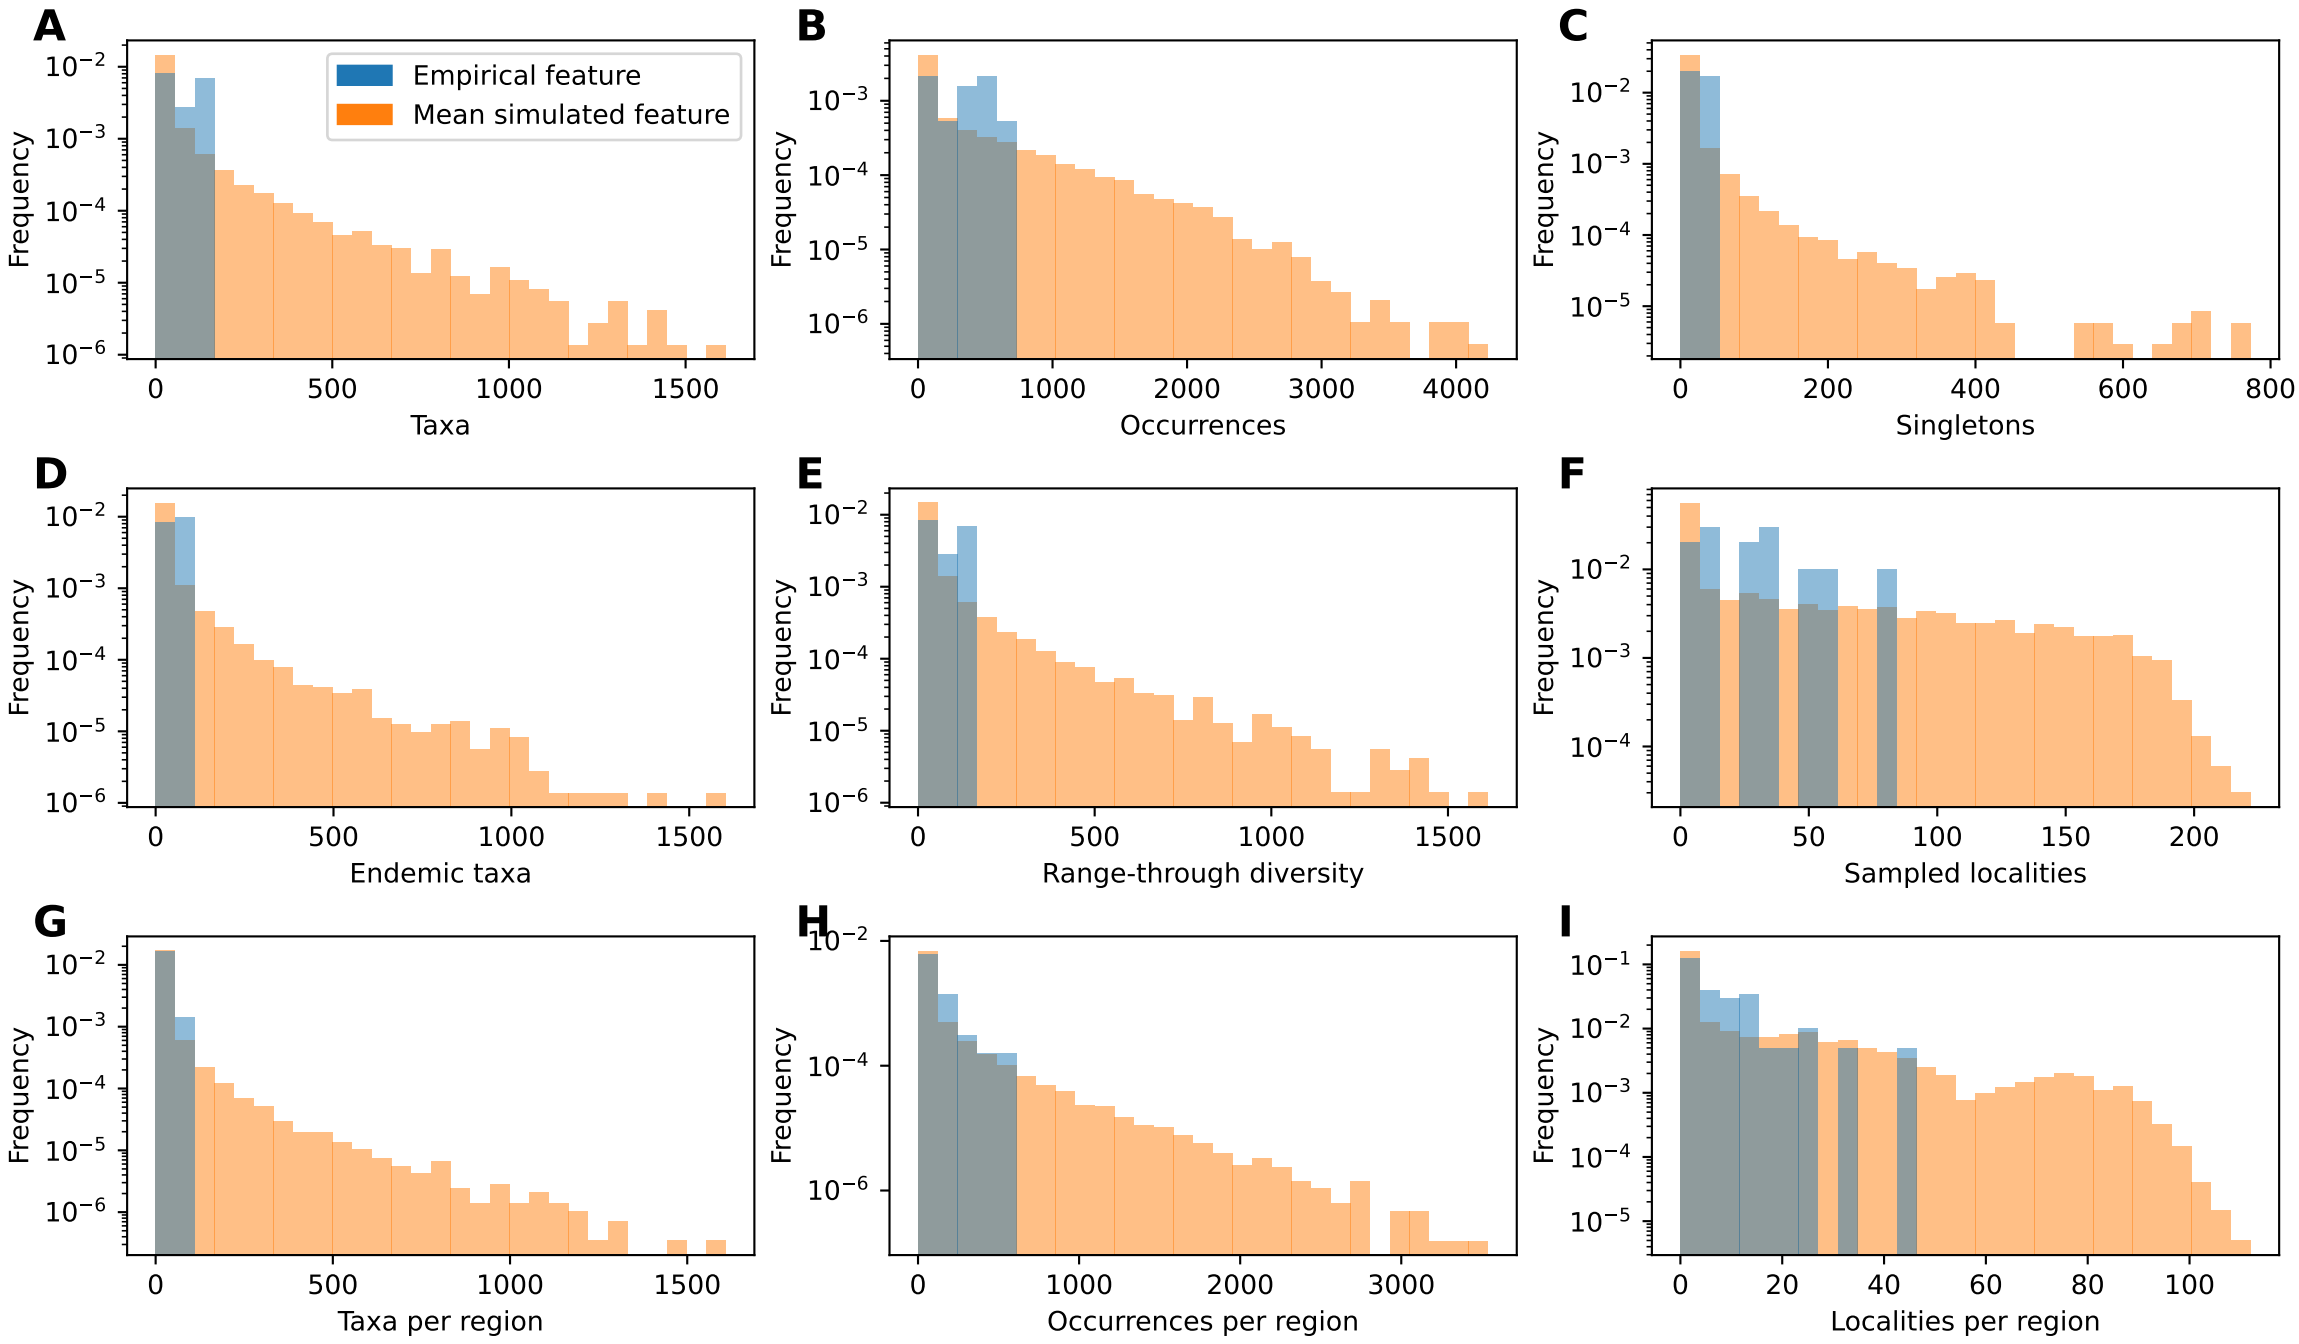 A
B
C
10⁻²
10⁻³
10⁻⁴
10⁻⁵
10⁻⁶
Frequency
Empirical feature
Mean simulated feature
0 500 1000 1500
Taxa
10⁻³
10⁻⁴
10⁻⁵
10⁻⁶
Frequency
0 1000 2000 3000 4000
Occurrences
10⁻²
10⁻³
10⁻⁴
10⁻⁵
Frequency
0 200 400 600 800
Singletons
D
E
F
10⁻²
10⁻³
10⁻⁴
10⁻⁵
10⁻⁶
Frequency
0 500 1000 1500
Endemic taxa
10⁻²
10⁻³
10⁻⁴
10⁻⁵
10⁻⁶
Frequency
0 500 1000 1500
Range-through diversity
10⁻²
10⁻³
10⁻⁴
Frequency
0 50 100 150 200
Sampled localities
G
H
I
10⁻²
10⁻³
10⁻⁴
10⁻⁵
10⁻⁶
Frequency
0 500 1000 1500
Taxa per region
10⁻²
10⁻⁴
10⁻⁶
Frequency
0 1000 2000 3000
Occurrences per region
10⁻¹
10⁻²
10⁻³
10⁻⁴
10⁻⁵
Frequency
0 20 40 60 80 100
Localities per region